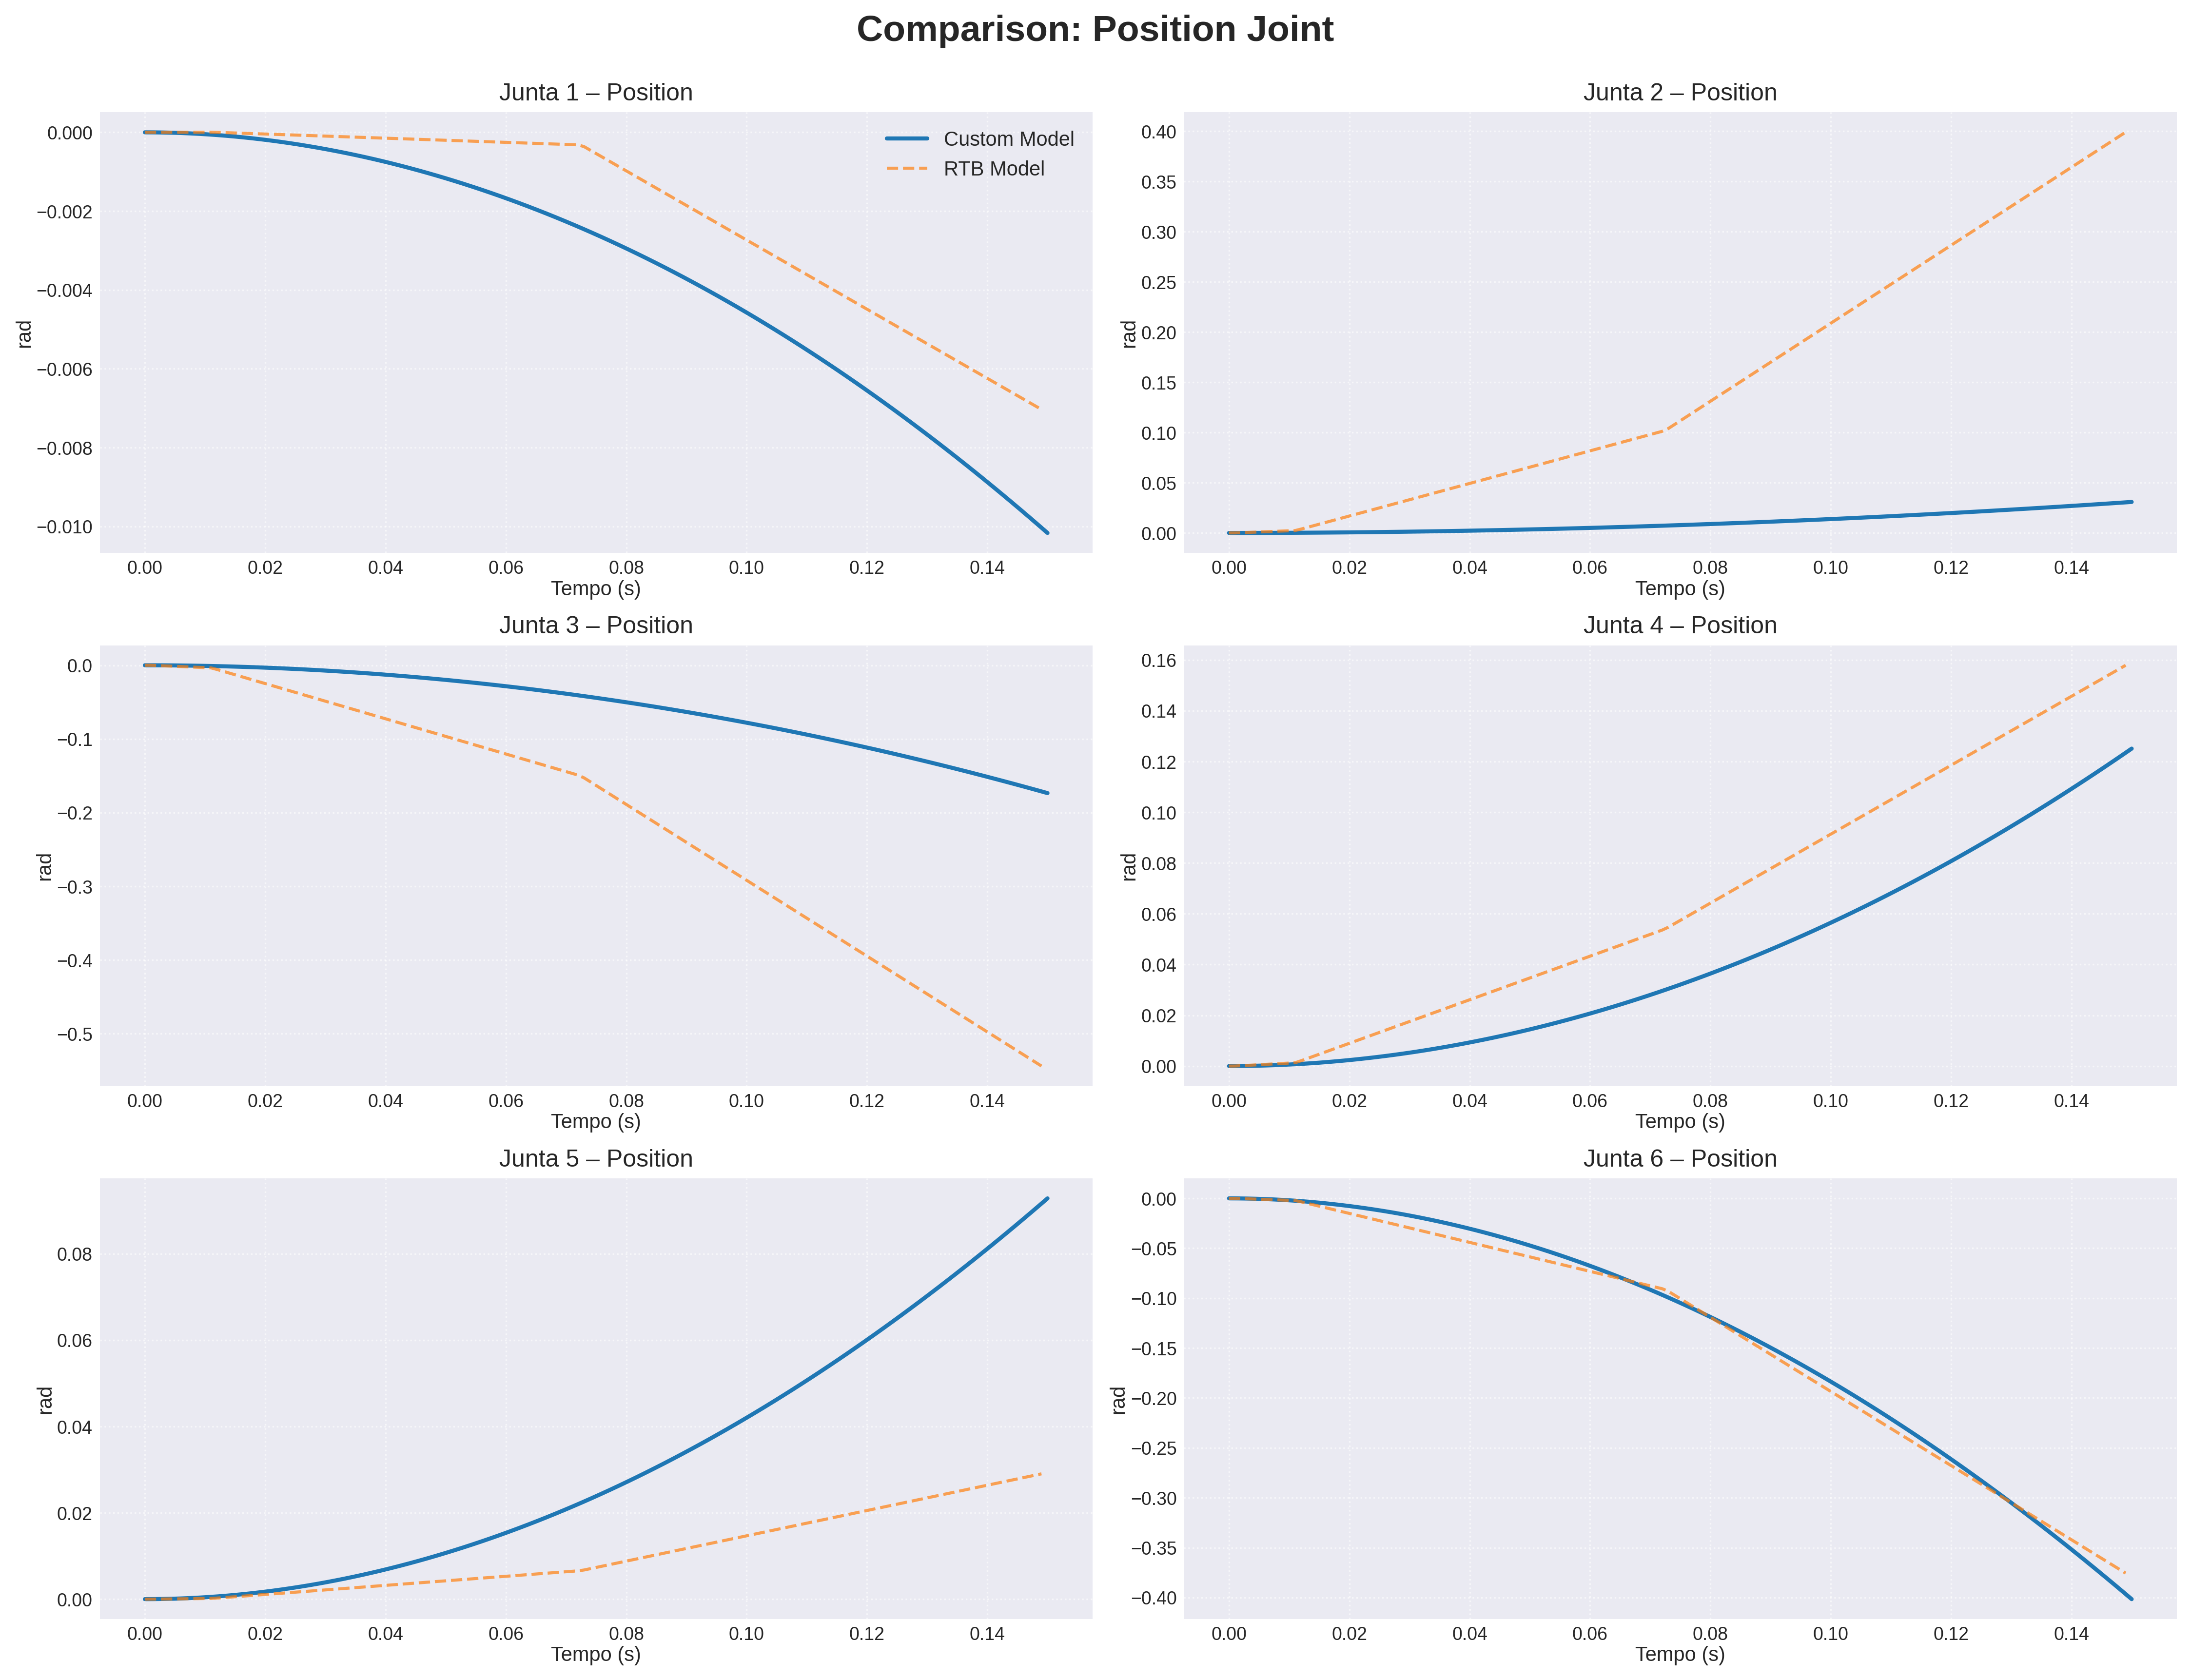 Comparison: Position Joint
Junta 1 – Position
Custom Model
RTB Model
0.000
−0.002
−0.004
−0.006
−0.008
−0.010
rad
0.00 0.02 0.04 0.06 0.08 0.10 0.12 0.14
Tempo (s)
Junta 2 – Position
0.40
0.35
0.30
0.25
0.20
0.15
0.10
0.05
0.00
rad
0.00 0.02 0.04 0.06 0.08 0.10 0.12 0.14
Tempo (s)
Junta 3 – Position
0.0
−0.1
−0.2
−0.3
−0.4
−0.5
rad
0.00 0.02 0.04 0.06 0.08 0.10 0.12 0.14
Tempo (s)
Junta 4 – Position
0.16
0.14
0.12
0.10
0.08
0.06
0.04
0.02
0.00
rad
0.00 0.02 0.04 0.06 0.08 0.10 0.12 0.14
Tempo (s)
Junta 5 – Position
0.08
0.06
0.04
0.02
0.00
rad
0.00 0.02 0.04 0.06 0.08 0.10 0.12 0.14
Tempo (s)
Junta 6 – Position
0.00
−0.05
−0.10
−0.15
−0.20
−0.25
−0.30
−0.35
−0.40
rad
0.00 0.02 0.04 0.06 0.08 0.10 0.12 0.14
Tempo (s)